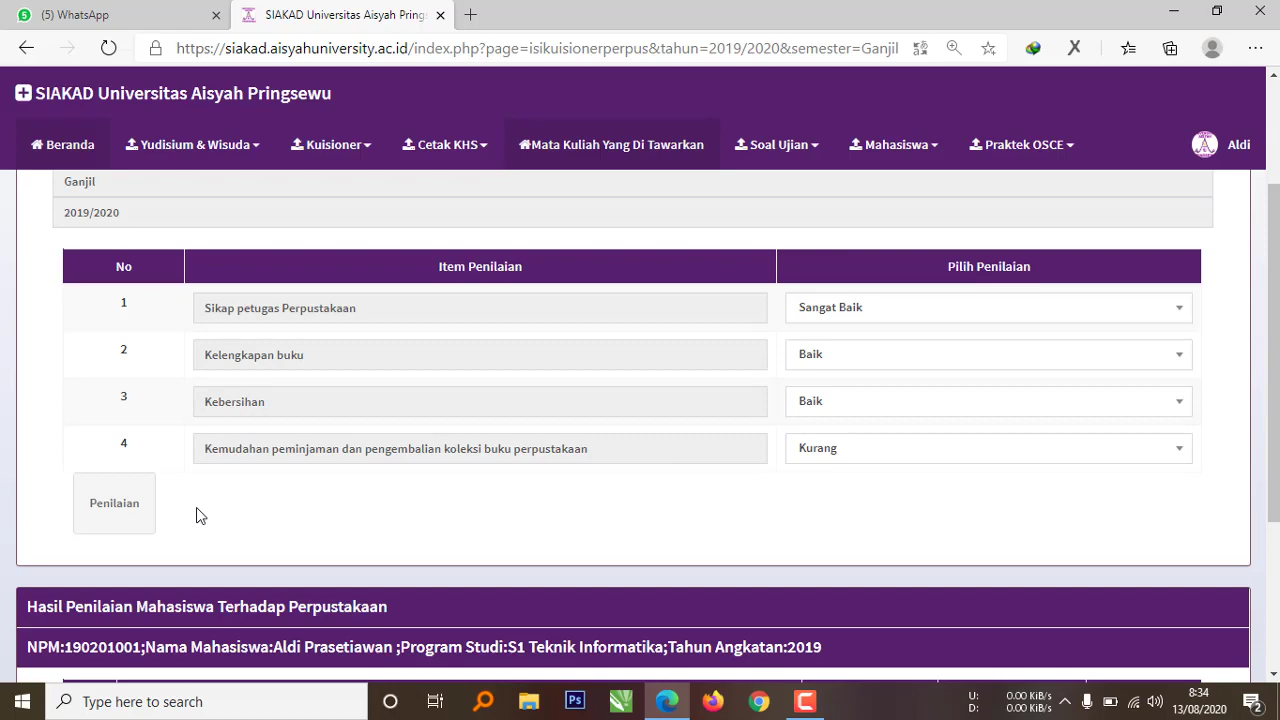 (5) WhatsApp
SIAKAD Universitas Aisyah Prings
https://siakad.aisyahuniversity.ac.id/index.php?page=isikuisionerperpus&tahun=2019/2020&semester=Ganjil
SIAKAD Universitas Aisyah Pringsewu
Beranda
Yudisium & Wisuda
Kuisioner
Cetak KHS
Mata Kuliah Yang Di Tawarkan
Soal Ujian
Mahasiswa
Praktek OSCE
Aldi
Ganjil
2019/2020
No Item Penilaian Pilih Penilaian
1 Sikap petugas Perpustakaan Sangat Baik
2 Kelengkapan buku Baik
3 Kebersihan Baik
4 Kemudahan peminjaman dan pengembalian koleksi buku perpustakaan Kurang
Penilaian
Hasil Penilaian Mahasiswa Terhadap Perpustakaan
NPM:190201001;Nama Mahasiswa:Aldi Prasetiawan ;Program Studi:S1 Teknik Informatika;Tahun Angkatan:2019
Type here to search
Ps
U: 0.00 KiB/s
D: 0.00 KiB/s
8:34
13/08/2020
2